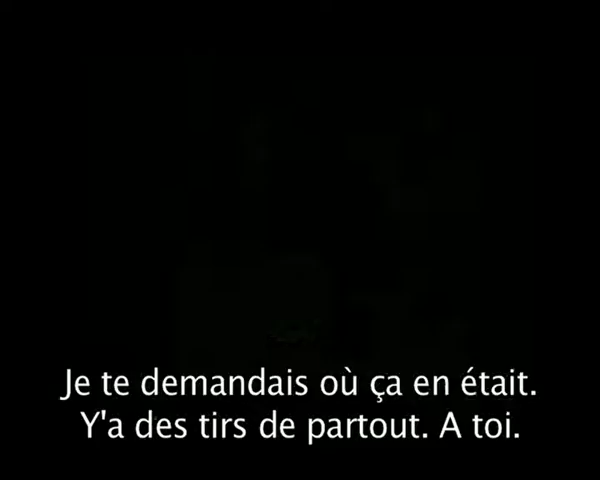 Je te demandais où ça en était.
Y'a des tirs de partout. A toi.